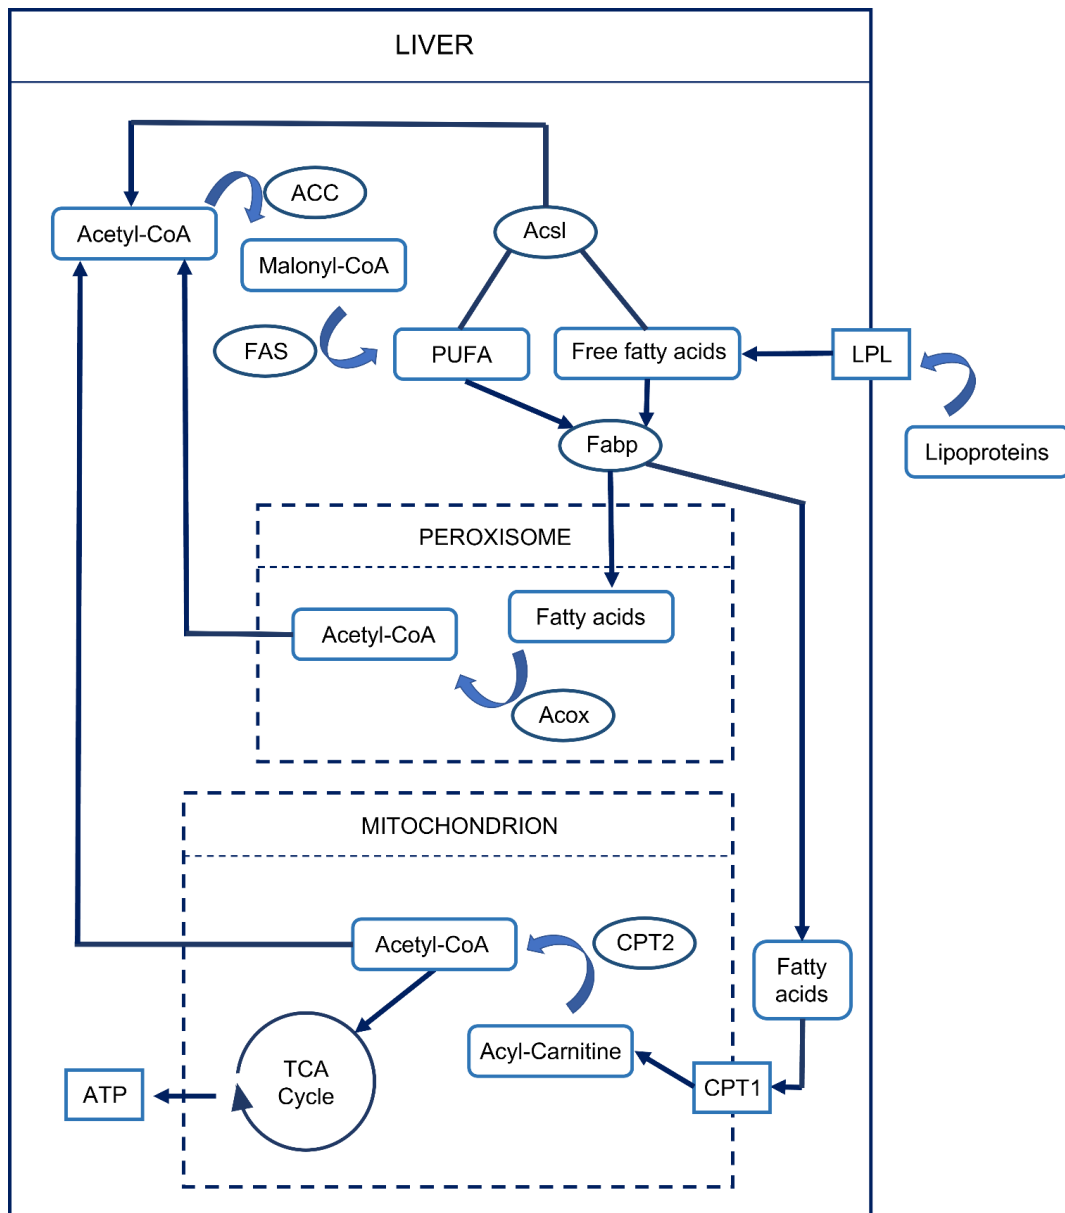 LIVER
ACC
Acetyl-CoA
Acsl
Malonyl-CoA
FAS
PUFA
Free fatty acids
LPL
Fabp
Lipoproteins
PEROXISOME
Fatty acids
Acetyl-CoA
Acox
MITOCHONDRION
Acetyl-CoA
CPT2
Fatty
acids
Acyl-Carnitine
TCA
Cycle
CPT1
ATP